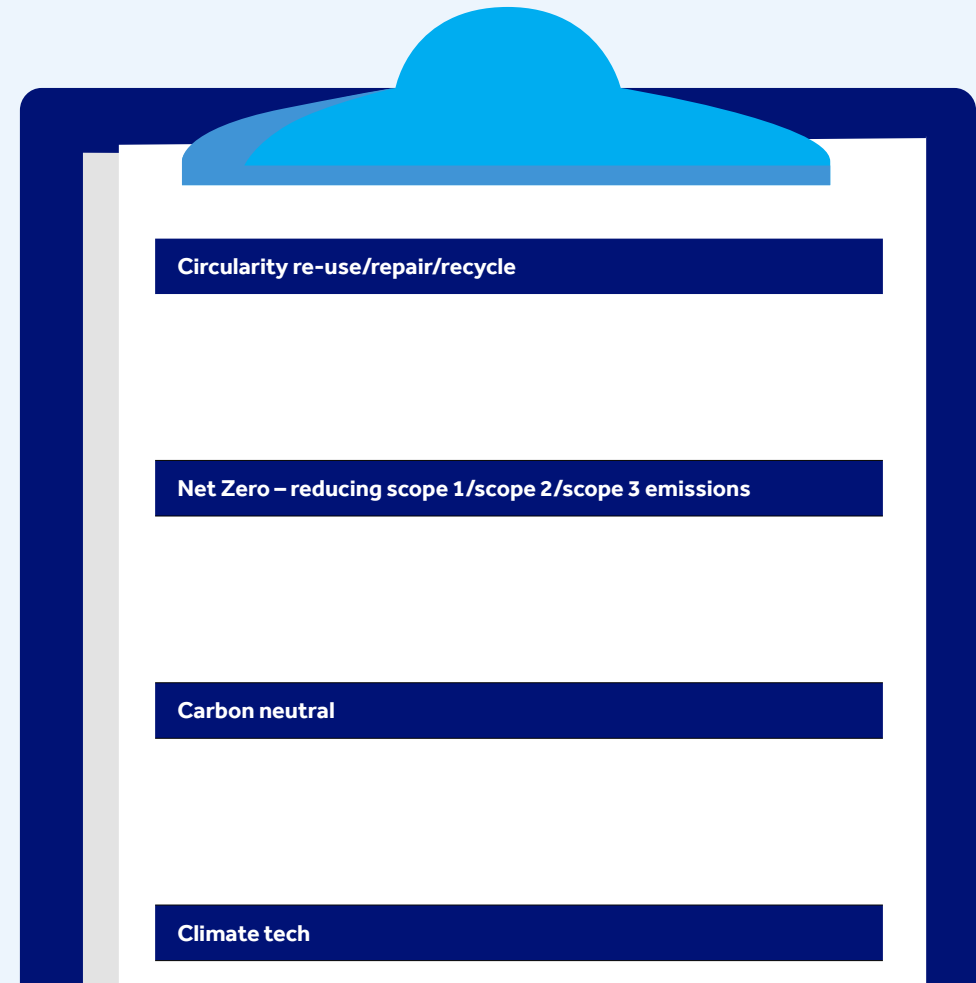 Circularity re-use/repair/recycle
Net Zero – reducing scope 1/scope 2/scope 3 emissions
Carbon neutral
Climate tech